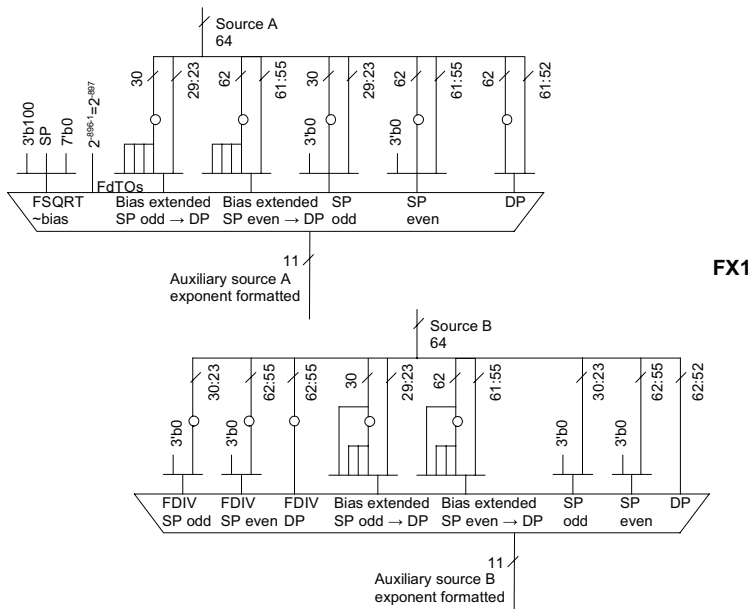 Source A
64
3'b100
SP
7'b0
2-896-1=2-897
30
29:23
62
61:55
30
29:23
62
61:55
62
61:52
3'b0
3'b0
FdTOs
FSQRT
~bias
Bias extended
SP odd → DP
Bias extended
SP even → DP
SP
odd
SP
even
DP
11
Auxiliary source A
exponent formatted
FX1
Source B
64
30:23
62:55
62:55
30
29:23
62
61:55
30:23
62:55
62:52
3'b0
3'b0
3'b0
3'b0
FDIV
SP odd
FDIV
SP even
FDIV
DP
Bias extended
SP odd → DP
Bias extended
SP even → DP
SP
odd
SP
even
DP
11
Auxiliary source B
exponent formatted